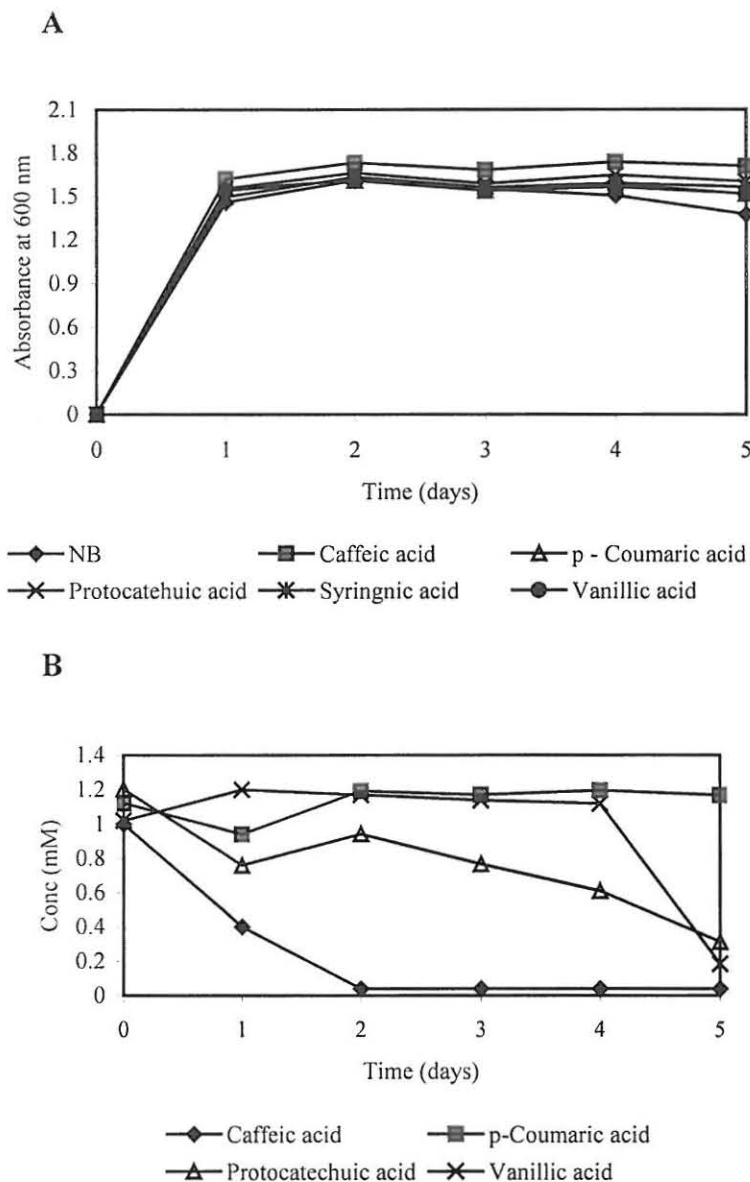 A
2.1
1.8
1.5
1.2
0.9
0.6
0.3
0
Absorbance at 600 nm
0 1 2 3 4 5
Time (days)
NB Caffeic acid p - Coumaric acid
Protocatehuic acid Syringnic acid Vanillic acid
B
1.4
1.2
1
0.8
0.6
0.4
0.2
0
Conc (mM)
0 1 2 3 4 5
Time (days)
Caffeic acid p-Coumaric acid
Protocatechuic acid Vanillic acid